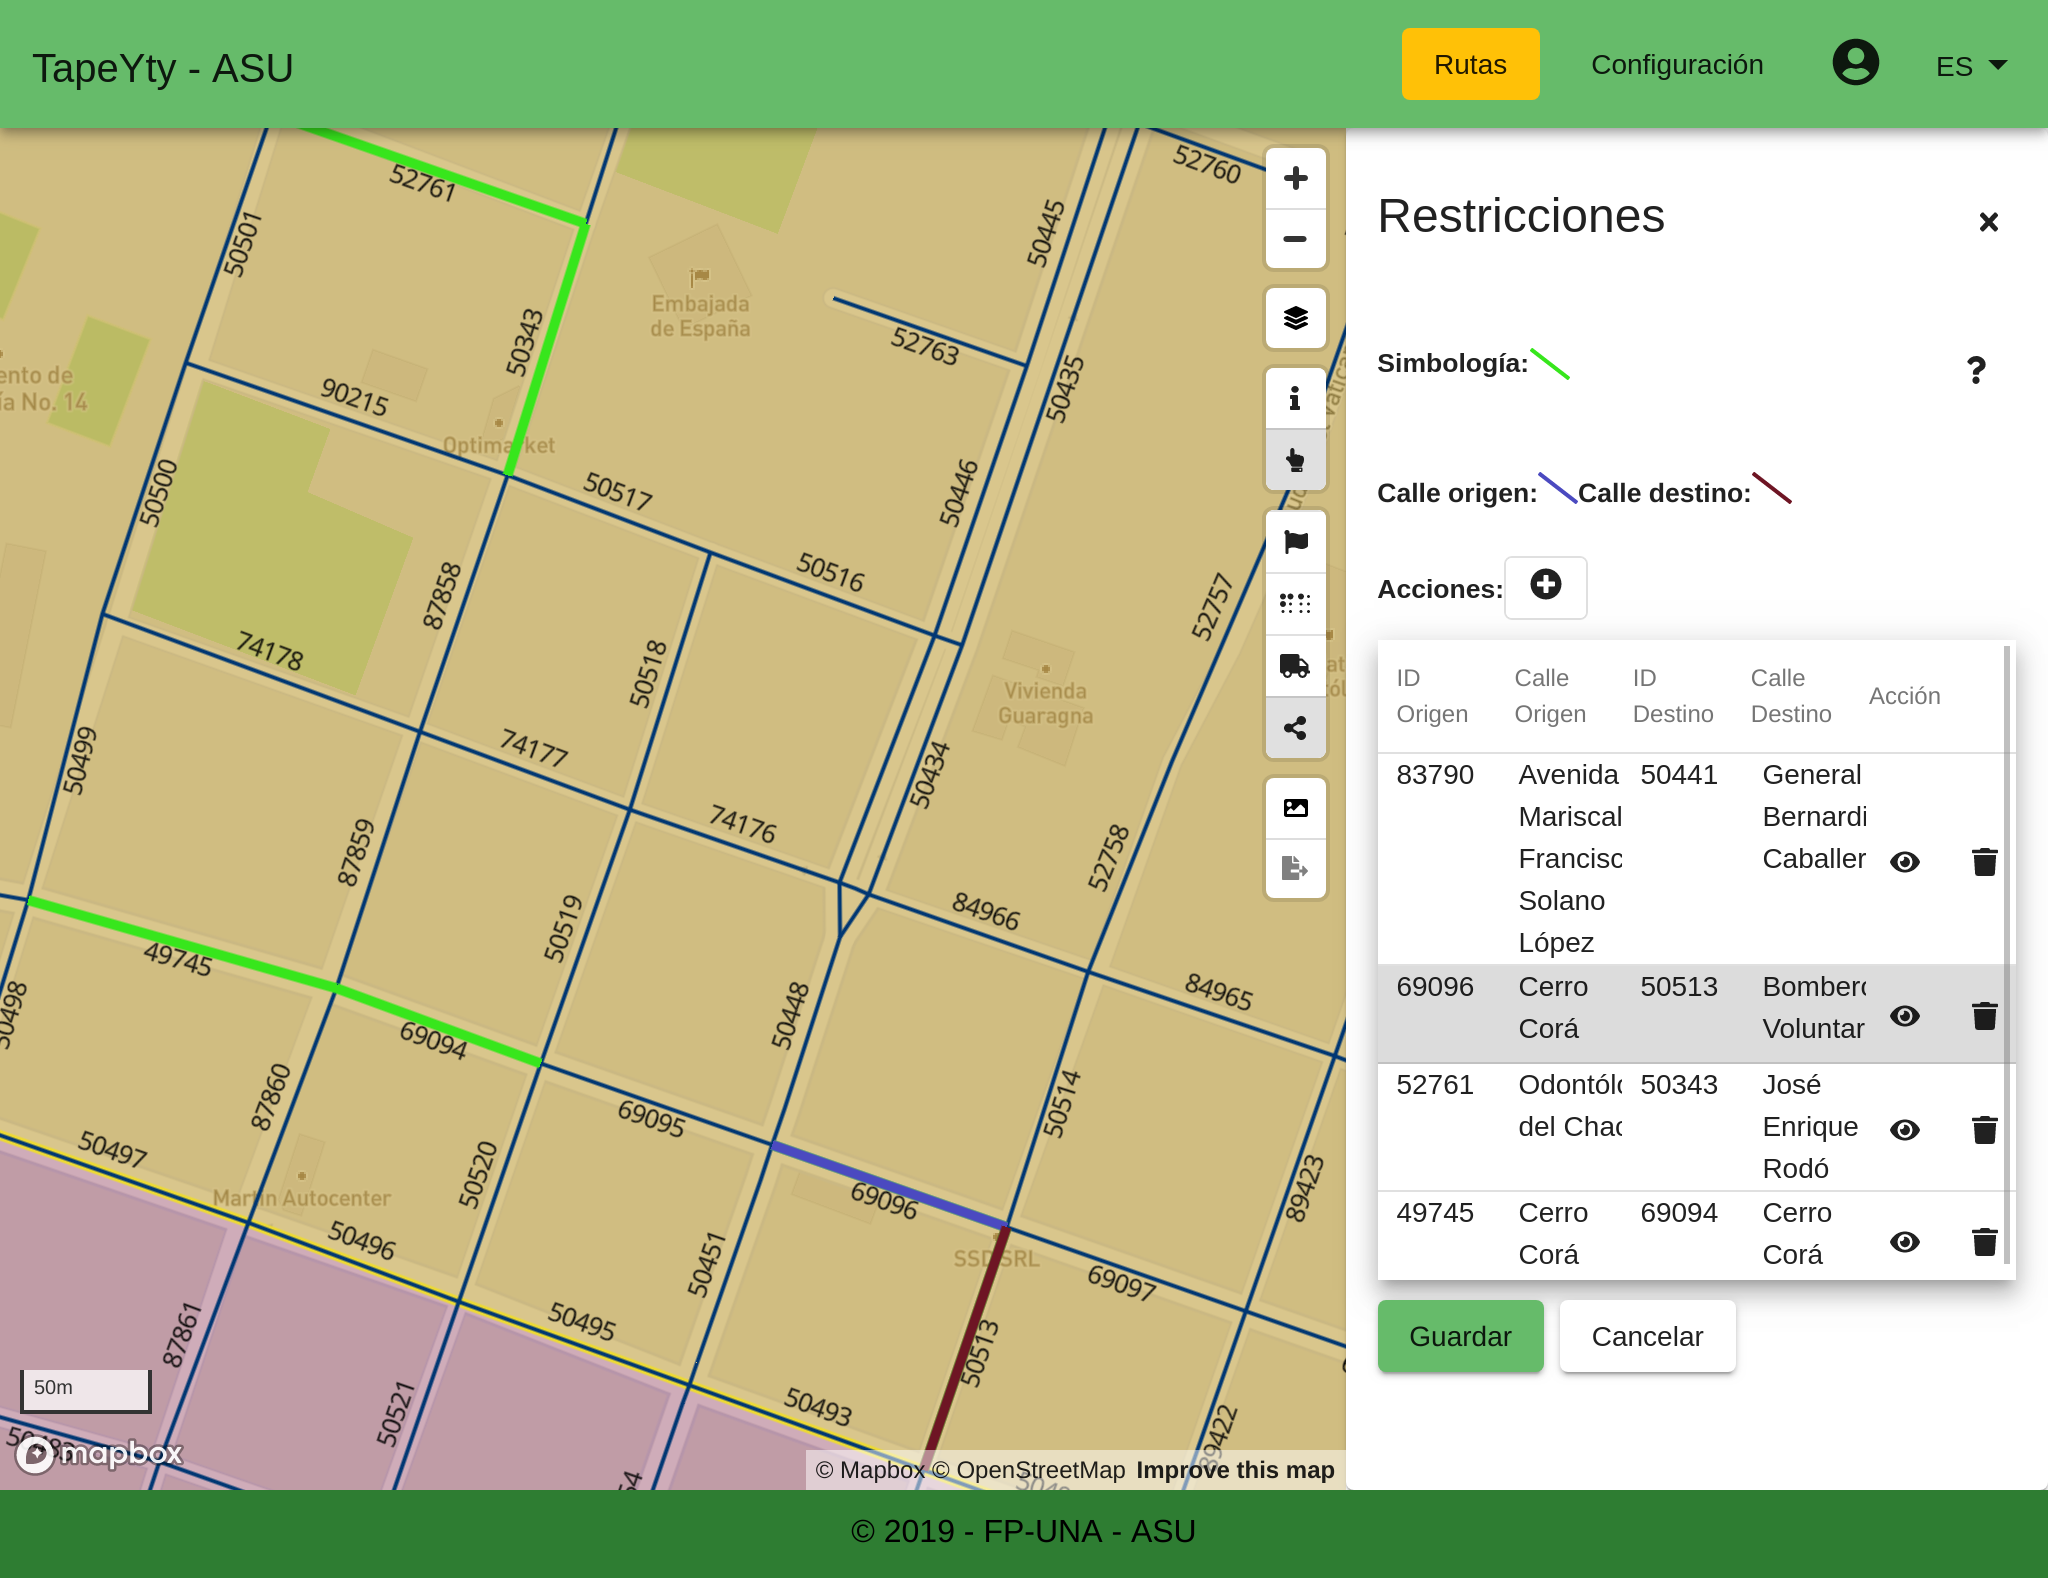 TapeYty - ASU
Rutas
Configuración
ES
52761
52760
50501
50445
Embajada
de España
50343
52763
50435
ento de
ía No. 14
90215
Optimarket
50500
50517
50446
50516
87858
52757
74178
50518
Vivienda
Guaragna
50499
74177
50434
74176
87859
52758
84966
50519
49745
84965
50498
50448
69094
87860
69095
50514
50497
50520
69096
89423
Martin Autocenter
50496
50451
SSD SRL
69097
87861
50495
50513
50521
50493
89422
50m
mapbox
© Mapbox © OpenStreetMap Improve this map
Restricciones
Simbología:
?
Calle origen: Calle destino:
Acciones:
ID Origen
Calle Origen
ID Destino
Calle Destino
Acción
83790 Avenida 50441 General
Mariscal Bernardi
Francisc Caballer
Solano
López
69096 Cerro 50513 Bombero
Corá Voluntar
52761 Odontólo 50343 José
del Chac Enrique
Rodó
49745 Cerro 69094 Cerro
Corá Corá
Guardar
Cancelar
© 2019 - FP-UNA - ASU